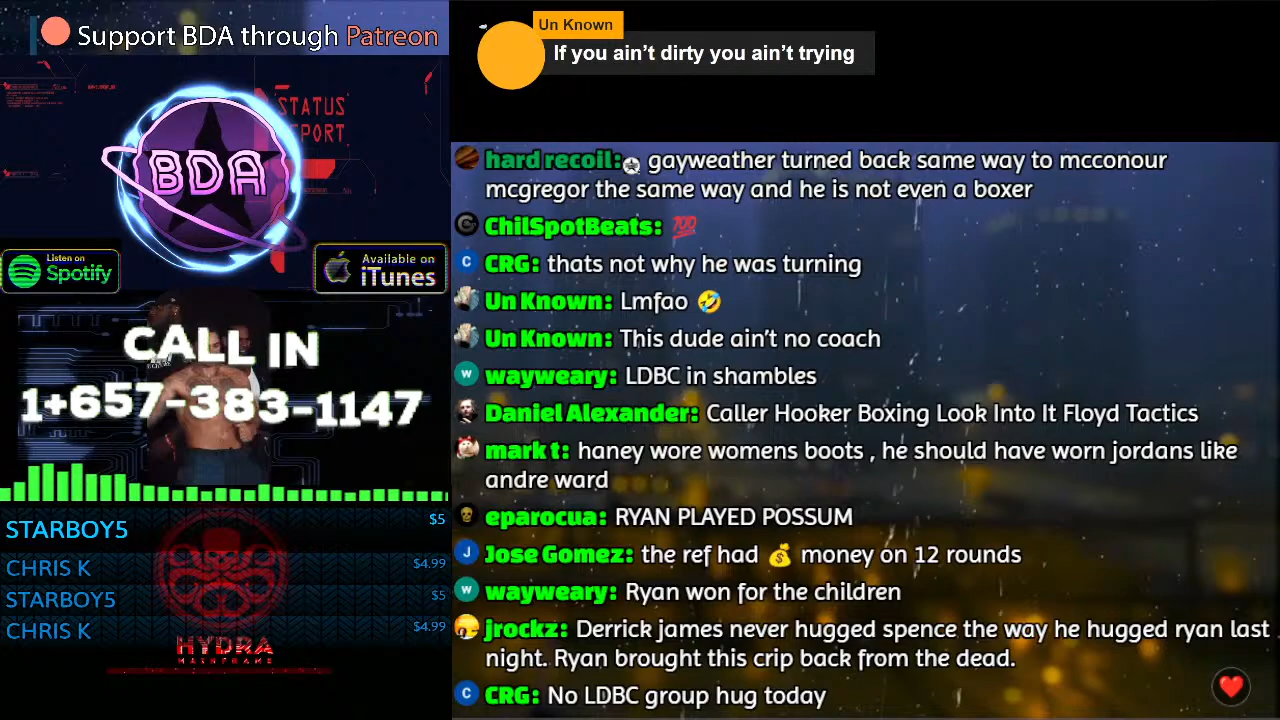 Support BDA through Patreon
STATUS
REPORT
BDA
Listen on
Spotify
Available on
iTunes
CALL IN
1+657-383-1147
STARBOY5 $5
CHRIS K $4.99
STARBOY5 $5
CHRIS K $4.99
HYDRA
MAINFRAME
Un Known
If you ain’t dirty you ain’t trying
hard recoil: gayweather turned back same way to mcconour
mcgregor the same way and he is not even a boxer
ChilSpotBeats: 💯
CRG: thats not why he was turning
Un Known: Lmfao 🤣
Un Known: This dude ain’t no coach
wayweary: LDBC in shambles
Daniel Alexander: Caller Hooker Boxing Look Into It Floyd Tactics
mark t: haney wore womens boots , he should have worn jordans like
andre ward
eparocua: RYAN PLAYED POSSUM
Jose Gomez: the ref had 💰 money on 12 rounds
wayweary: Ryan won for the children
jrockz: Derrick james never hugged spence the way he hugged ryan last
night. Ryan brought this crip back from the dead.
CRG: No LDBC group hug today